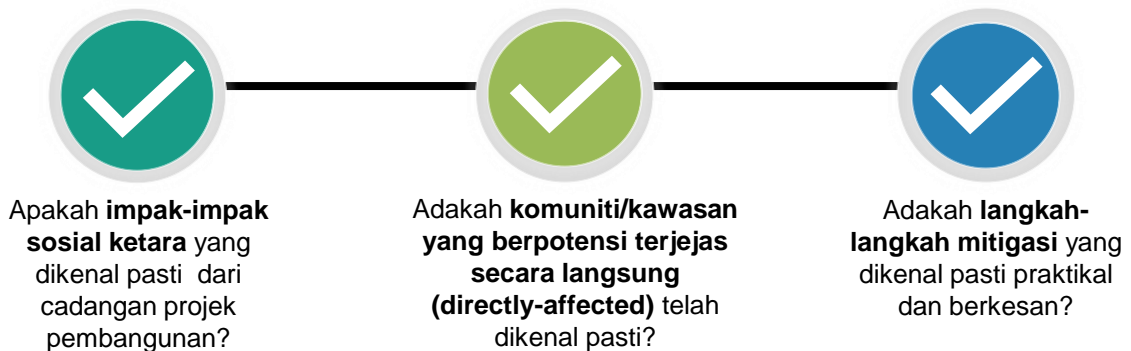 Apakah impak-impak
sosial ketara yang
dikenal pasti dari
cadangan projek
pembangunan?
Adakah komuniti/kawasan
yang berpotensi terjejas
secara langsung
(directly-affected) telah
dikenal pasti?
Adakah langkah-
langkah mitigasi yang
dikenal pasti praktikal
dan berkesan?